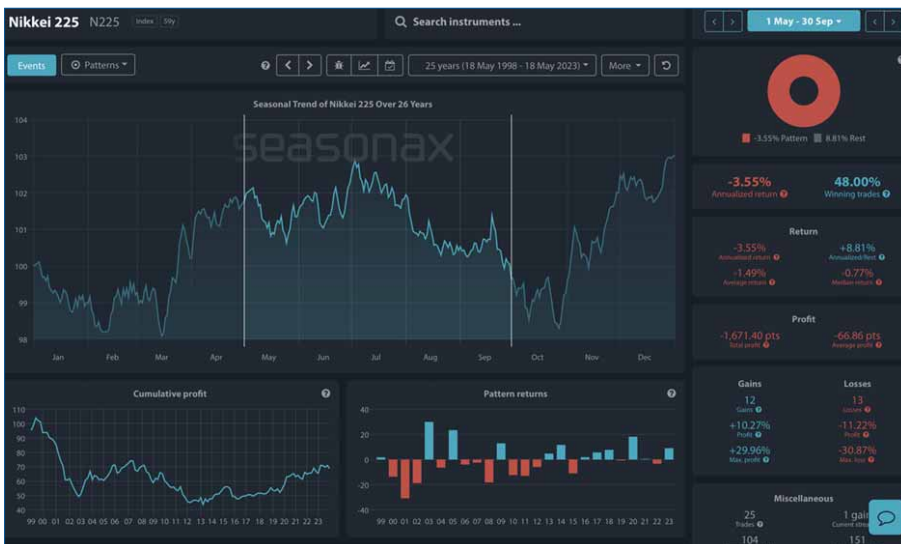 Nikkei 225 N225 Index 59y
Search instruments ...
1 May - 30 Sep
Events
Patterns
25 years (18 May 1998 - 18 May 2023)
More
Seasonal Trend of Nikkei 225 Over 26 Years
seasonax
104
103
102
101
100
99
98
Jan Feb Mar Apr May Jun Jul Aug Sep Oct Nov Dec
-3.55% Pattern 8.81% Rest
-3.55% 48.00%
Annualized return Winning trades
Return
-3.55% +8.81%
Annualized return Annualized/Rest
-1.49% -0.77%
Average return Median return
Profit
-1,671.40 pts -66.86 pts
Total profit Average profit
Gains Losses
12 13
Gains Losses
+10.27% -11.22%
Profit Profit
+29.96% -30.87%
Max. profit Max. loss
Miscellaneous
25 1 gain
Trades Current
104 151
Cumulative profit
110
100
90
80
70
60
50
40
99 00 01 02 03 04 05 06 07 08 09 10 11 12 13 14 15 16 17 18 19 20 21 22 23
Pattern returns
40
20
0
-20
-40
99 00 01 02 03 04 05 06 07 08 09 10 11 12 13 14 15 16 17 18 19 20 21 22 23